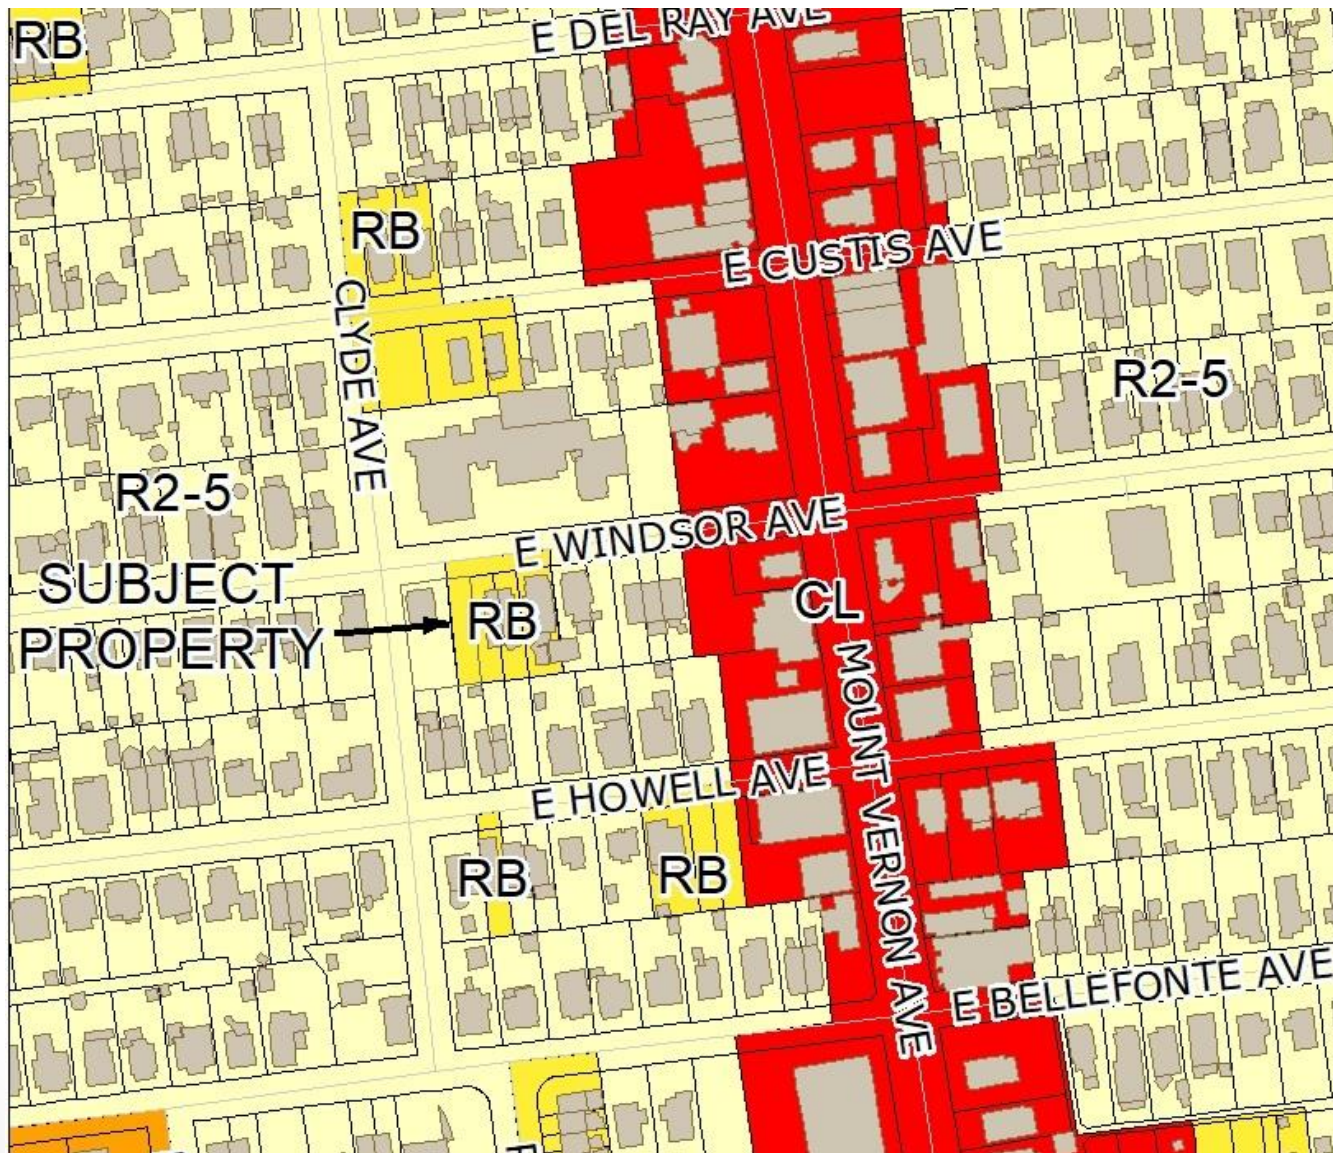 RB
E DEL RAY AVE
RB
E CUSTIS AVE
CLYDE AVE
R2-5
R2-5
E WINDSOR AVE
SUBJECT
PROPERTY
RB
CL
MOUNT VERNON AVE
E HOWELL AVE
RB
RB
E BELLEFONTE AVE